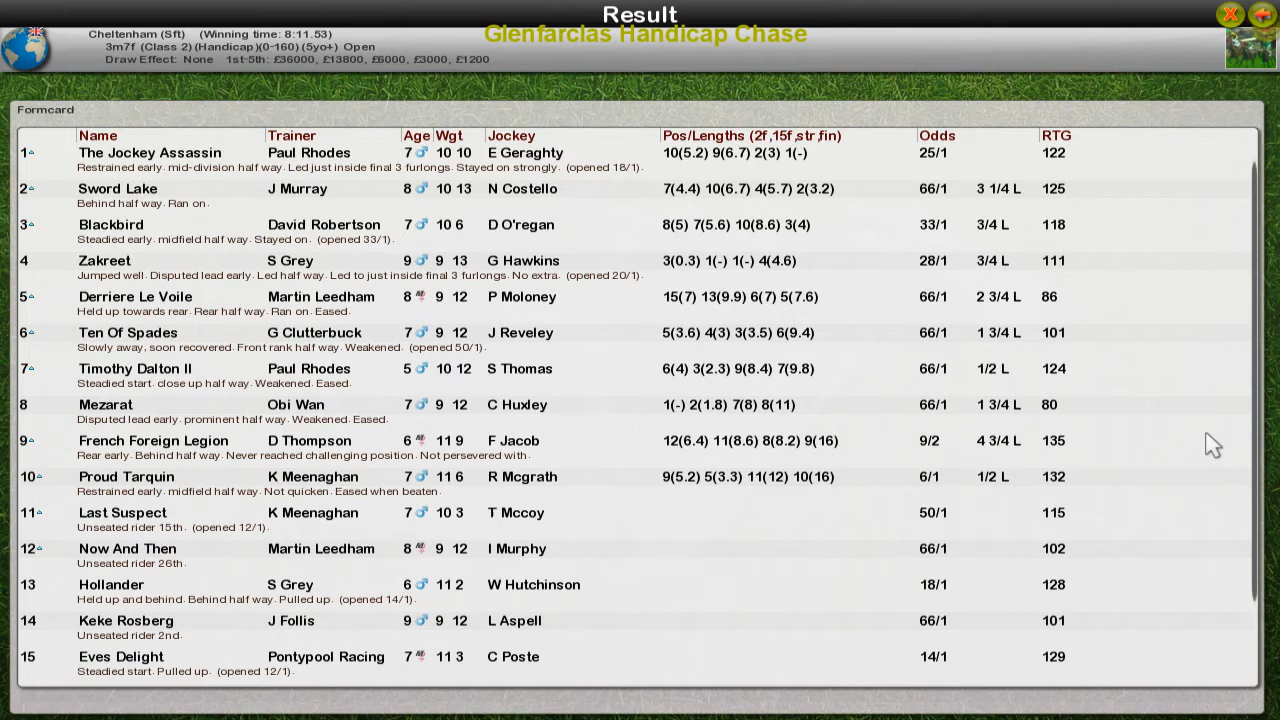 Result
Glenfarclas Handicap Chase
Cheltenham (Sft) (Winning time: 8:11.53)
3m7f (Class 2) (Handicap)(0-160) (5yo+) Open
Draw Effect: None 1st-5th: £36000, £13800, £6000, £3000, £1200
Formcard
Name Trainer Age Wgt Jockey Pos/Lengths (2f,15f,str,fin) Odds RTG
1 The Jockey Assassin Paul Rhodes 7 10 10 E Geraghty 10(5.2) 9(6.7) 2(3) 1(-) 25/1 122
Restrained early. mid-division half way. Led just inside final 3 furlongs. Stayed on strongly. (opened 18/1).
2 Sword Lake J Murray 8 10 13 N Costello 7(4.4) 10(6.7) 4(5.7) 2(3.2) 66/1 3 1/4 L 125
Behind half way. Ran on.
3 Blackbird David Robertson 7 10 6 D O'regan 8(5) 7(5.6) 10(8.6) 3(4) 33/1 3/4 L 118
Steadied early. midfield half way. Stayed on. (opened 33/1).
4 Zakreet S Grey 9 9 13 G Hawkins 3(0.3) 1(-) 1(-) 4(4.6) 28/1 3/4 L 111
Jumped well. Disputed lead early. Led half way. Led to just inside final 3 furlongs. No extra. (opened 20/1).
5 Derriere Le Voile Martin Leedham 8 9 12 P Moloney 15(7) 13(9.9) 6(7) 5(7.6) 66/1 2 3/4 L 86
Held up towards rear. Rear half way. Ran on. Eased.
6 Ten Of Spades G Clutterbuck 7 9 12 J Reveley 5(3.6) 4(3) 3(3.5) 6(9.4) 66/1 1 3/4 L 101
Slowly away, soon recovered. Front rank half way. Weakened. (opened 50/1).
7 Timothy Dalton II Paul Rhodes 5 10 12 S Thomas 6(4) 3(2.3) 9(8.4) 7(9.8) 66/1 1/2 L 124
Steadied start. close up half way. Weakened. Eased.
8 Mezarat Obi Wan 7 9 12 C Huxley 1(-) 2(1.8) 7(8) 8(11) 66/1 1 3/4 L 80
Disputed lead early. prominent half way. Weakened. Eased.
9 French Foreign Legion D Thompson 6 11 9 F Jacob 12(6.4) 11(8.6) 8(8.2) 9(16) 9/2 4 3/4 L 135
Rear early. Behind half way. Never reached challenging position. Not persevered with.
10 Proud Tarquin K Meenaghan 7 11 6 R Mcgrath 9(5.2) 5(3.3) 11(12) 10(16) 6/1 1/2 L 132
Restrained early. midfield half way. Not quicken. Eased when beaten.
11 Last Suspect K Meenaghan 7 10 3 T Mccoy 50/1 115
Unseated rider 15th. (opened 12/1).
12 Now And Then Martin Leedham 8 9 12 I Murphy 66/1 102
Unseated rider 26th.
13 Hollander S Grey 6 11 2 W Hutchinson 18/1 128
Held up and behind. Behind half way. Pulled up. (opened 14/1).
14 Keke Rosberg J Follis 9 9 12 L Aspell 66/1 101
Unseated rider 2nd.
15 Eves Delight Pontypool Racing 7 11 3 C Poste 14/1 129
Steadied start. Pulled up. (opened 12/1).